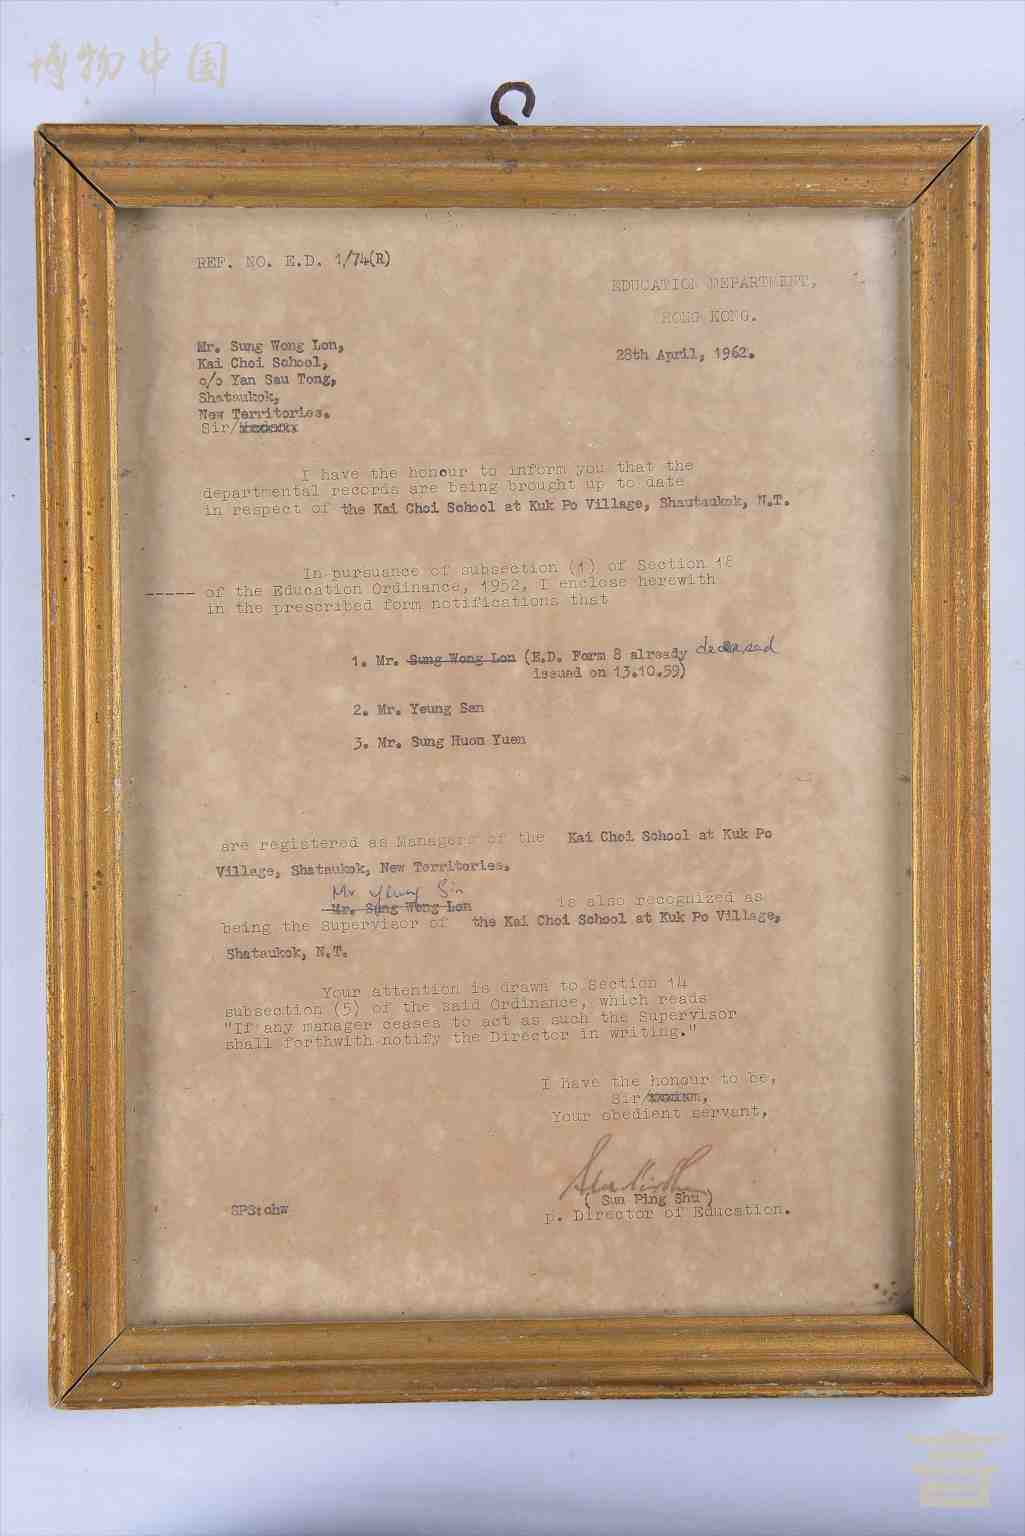 博物中国
REF. NO. E.D. 1/74(R)
EDUCATION DEPARTMENT,
HONG KONG.
Mr. Sung Wong Lon,
28th April, 1962.
Kai Choi School,
c/o Yan Sau Tong,
Shataukok,
New Territories.
Sir/
I have the honour to inform you that the
departmental records are being brought up to date
in respect of the Kai Choi School at Kuk Po Village, Shautaukok, N.T.
In pursuance of subsection (1) of Section 18
----- of the Education Ordinance, 1952, I enclose herewith
in the prescribed form notifications that
1. Mr. Sung Wong Lon (E.D. Form 8 already deceased
issued on 13.10.59)
2. Mr. Yeung San
3. Mr. Sung Huon Yuen
are registered as Managers of the Kai Choi School at Kuk Po
Village, Shataukok, New Territories.
Mr Yeung Sin
Mr. Sung Wong Lon is also recognized as
being the Supervisor of the Kai Choi School at Kuk Po Village,
Shataukok, N.T.
Your attention is drawn to Section 14
subsection (5) of the said Ordinance, which reads
"If any manager ceases to act as such the Supervisor
shall forthwith notify the Director in writing."
I have the honour to be,
Sir/
Your obedient servant,
( Sun Ping Shu )
SPS:chw
p. Director of Education.